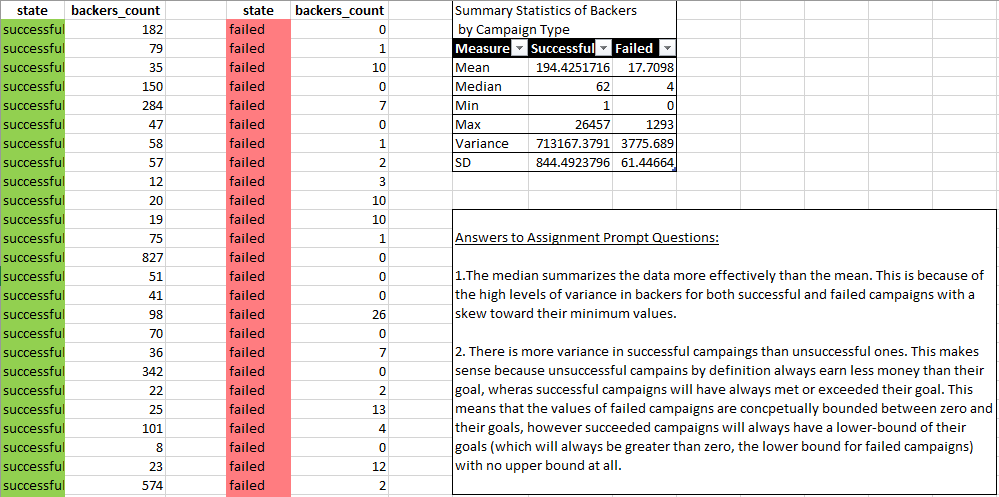 state backers_count state backers_count
successful 182 failed 0
successful 79 failed 1
successful 35 failed 10
successful 150 failed 0
successful 284 failed 7
successful 47 failed 0
successful 58 failed 1
successful 57 failed 2
successful 12 failed 3
successful 20 failed 10
successful 19 failed 10
successful 75 failed 1
successful 827 failed 0
successful 51 failed 0
successful 41 failed 0
successful 98 failed 26
successful 70 failed 0
successful 36 failed 7
successful 342 failed 0
successful 22 failed 2
successful 25 failed 13
successful 101 failed 4
successful 8 failed 0
successful 23 failed 12
successful 574 failed 2
Summary Statistics of Backers
by Campaign Type
Measure Successful Failed
Mean 194.4251716 17.7098
Median 62 4
Min 1 0
Max 26457 1293
Variance 713167.3791 3775.689
SD 844.4923796 61.44664
Answers to Assignment Prompt Questions:
1.The median summarizes the data more effectively than the mean. This is because of
the high levels of variance in backers for both successful and failed campaigns with a
skew toward their minimum values.
2. There is more variance in successful campaings than unsuccessful ones. This makes
sense because unsuccessful campains by definition always earn less money than their
goal, wheras successful campaigns will have always met or exceeded their goal. This
means that the values of failed campaigns are concpetually bounded between zero and
their goals, however succeeded campaigns will always have a lower-bound of their
goals (which will always be greater than zero, the lower bound for failed campaigns)
with no upper bound at all.